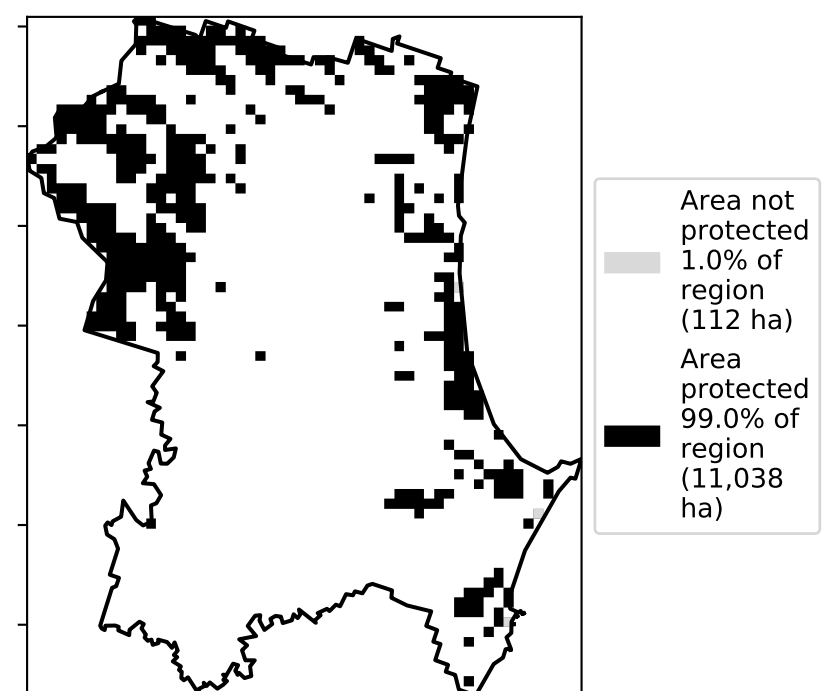 Area not
protected
1.0% of
region
(112 ha)
Area
protected
99.0% of
region
(11,038
ha)